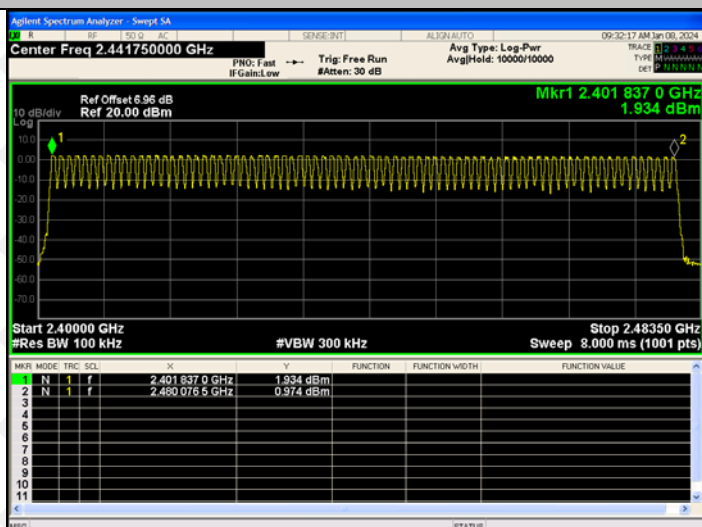 Agilent Spectrum Analyzer - Swept SA
R RF 50 Ω AC SENSE:INT ALIGN AUTO 09:32:17 AM Jan 08, 2024
Center Freq 2.441750000 GHz
PNO: Fast Trig: Free Run Avg Type: Log-Pwr TRACE 1 2 3 4 5 6
IFGain:Low #Atten: 30 dB Avg|Hold: 10000/10000 TYPE M
DET P N N N N N
Ref Offset 6.96 dB Mkr1 2.401 837 0 GHz
10 dB/div Ref 20.00 dBm 1.934 dBm
Log
10.0
1
2
0.00
-10.0
-20.0
-30.0
-40.0
-50.0
-60.0
-70.0
Start 2.40000 GHz Stop 2.48350 GHz
#Res BW 100 kHz #VBW 300 kHz Sweep 8.000 ms (1001 pts)
MKR MODE TRC SCL X Y FUNCTION FUNCTION WIDTH FUNCTION VALUE
1 N 1 f 2.401 837 0 GHz 1.934 dBm
2 N 1 f 2.480 076 5 GHz 0.974 dBm
3
4
5
6
7
8
9
10
11
MSG STATUS